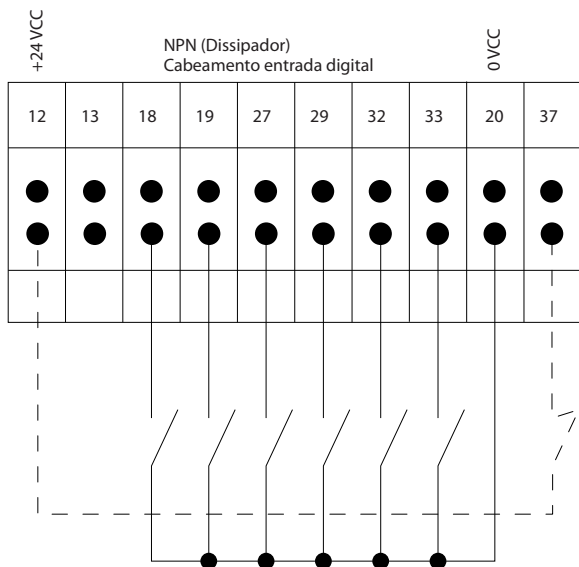 +24 VCC
NPN (Dissipador)
Cabeamento entrada digital
0 VCC
12 13 18 19 27 29 32 33 20 37